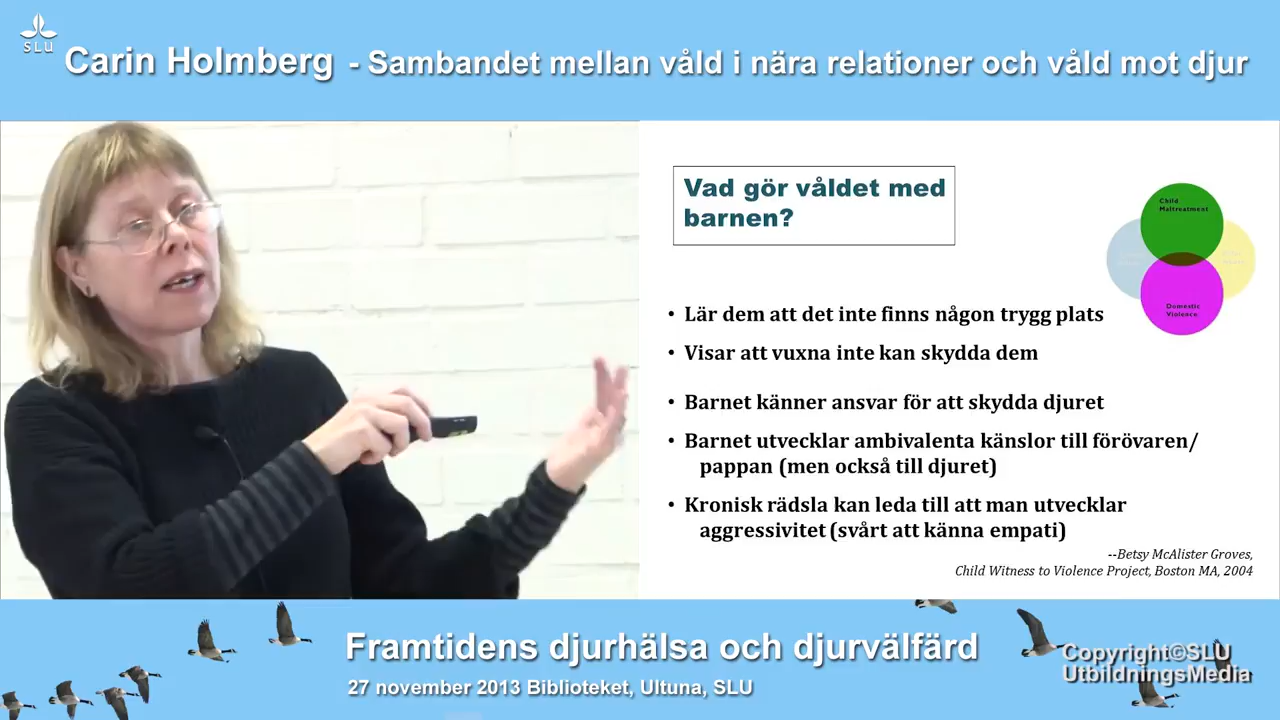 SLU
Carin Holmberg - Sambandet mellan våld i nära relationer och våld mot djur
Vad gör våldet med
barnen?
Child
Maltreatment
Domestic
Violence
• Lär dem att det inte finns någon trygg plats
• Visar att vuxna inte kan skydda dem
• Barnet känner ansvar för att skydda djuret
• Barnet utvecklar ambivalenta känslor till förövaren/
pappan (men också till djuret)
• Kronisk rädsla kan leda till att man utvecklar
aggressivitet (svårt att känna empati)
--Betsy McAlister Groves,
Child Witness to Violence Project, Boston MA, 2004
Framtidens djurhälsa och djurvälfärd
27 november 2013 Biblioteket, Ultuna, SLU
Copyright©SLU
UtbildningsMedia